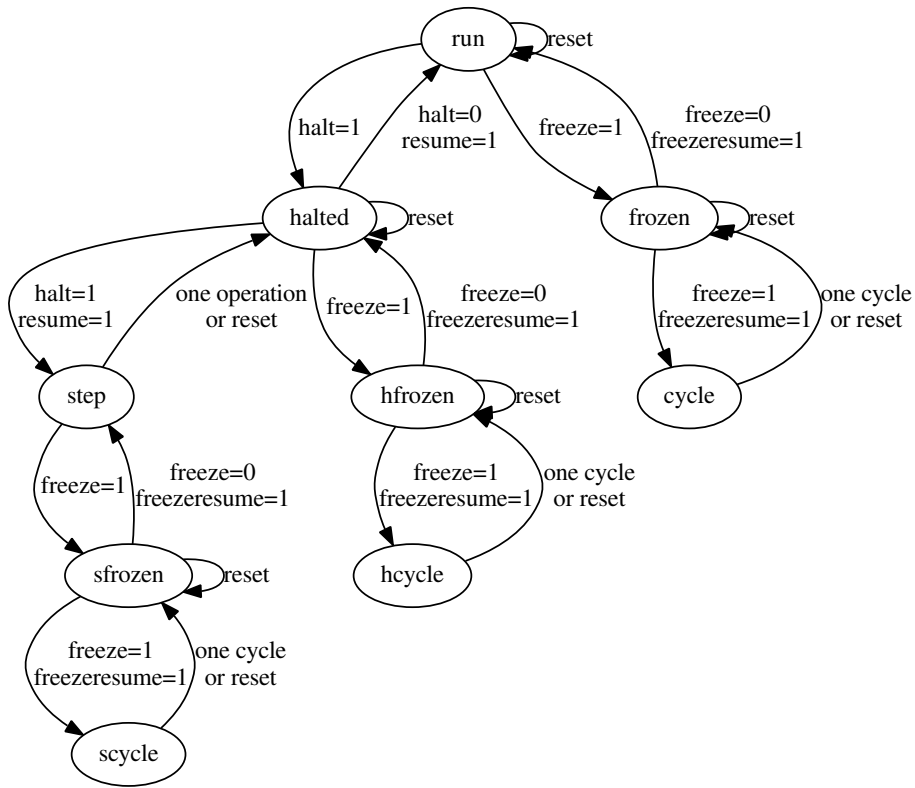 run
reset
halt=1
halt=0
resume=1
freeze=1
freeze=0
freezeresume=1
halted
reset
frozen
reset
halt=1
resume=1
one operation
or reset
freeze=1
freeze=0
freezeresume=1
freeze=1
freezeresume=1
one cycle
or reset
step
hfrozen
reset
cycle
freeze=1
freeze=0
freezeresume=1
freeze=1
freezeresume=1
one cycle
or reset
sfrozen
reset
hcycle
freeze=1
freezeresume=1
one cycle
or reset
scycle